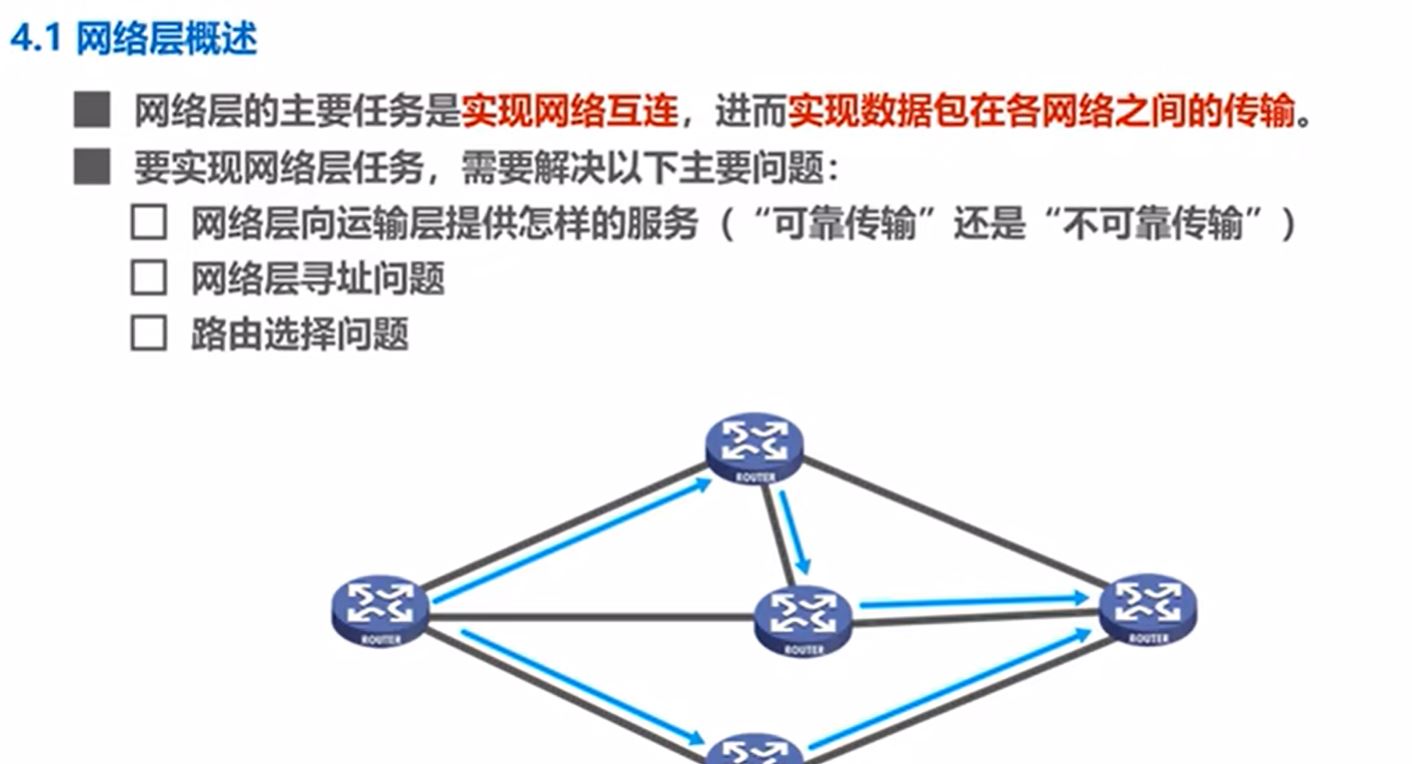 4.1 网络层概述
网络层的主要任务是实现网络互连，进而实现数据包在各网络之间的传输。
要实现网络层任务，需要解决以下主要问题：
网络层向运输层提供怎样的服务（“可靠传输”还是“不可靠传输”）
网络层寻址问题
路由选择问题
ROUTER
ROUTER
ROUTER
ROUTER